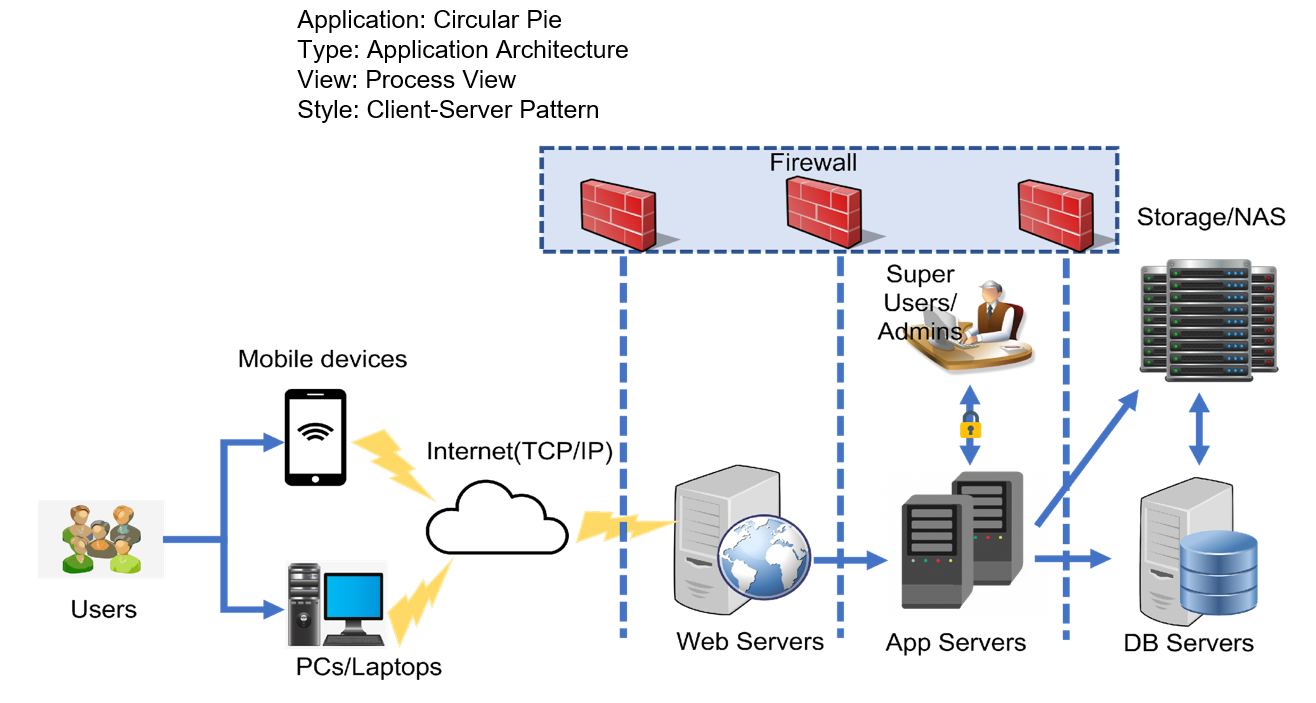 Application: Circular Pie
Type: Application Architecture
View: Process View
Style: Client-Server Pattern
Firewall
Storage/NAS
Super
Users/
Admins
Mobile devices
Internet(TCP/IP)
Users
PCs/Laptops
Web Servers
App Servers
DB Servers